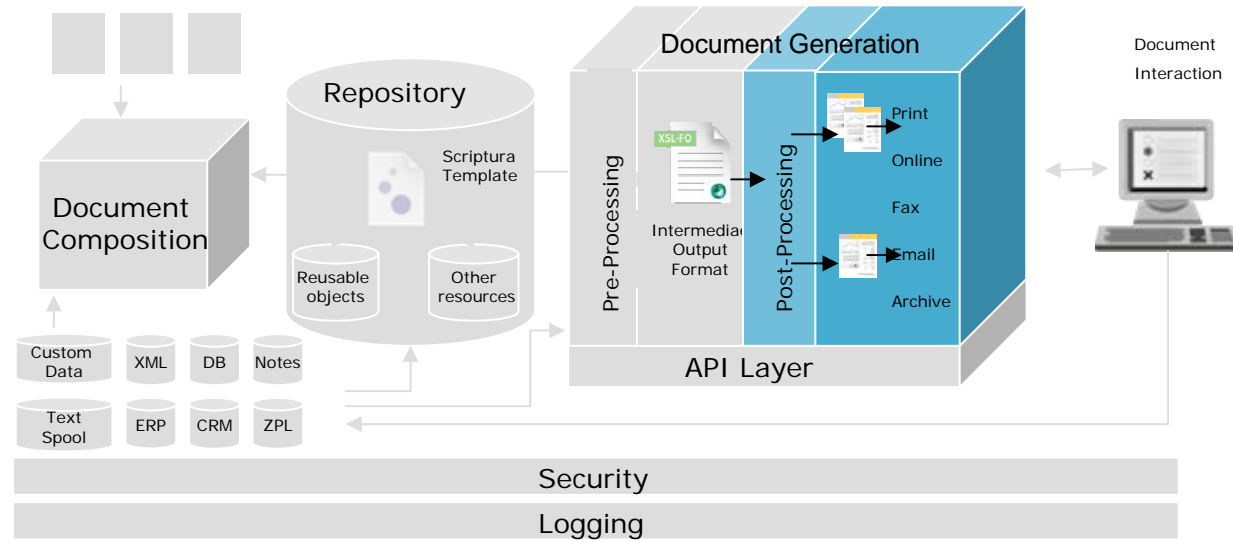 Document Generation
Document
Interaction
Repository
Scriptura
Template
Reusable
objects
Other
resources
Document
Composition
Pre-Processing
XSL-FO
Intermediac
Output
Format
Post-Processing
Print
Online
Fax
Email
Archive
API Layer
Custom
Data
XML
DB
Notes
Text
Spool
ERP
CRM
ZPL
Security
Logging